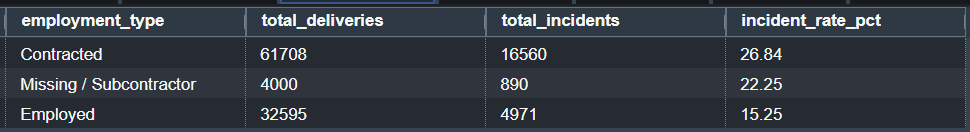 employment_type total_deliveries total_incidents incident_rate_pct
Contracted 61708 16560 26.84
Missing / Subcontractor 4000 890 22.25
Employed 32595 4971 15.25